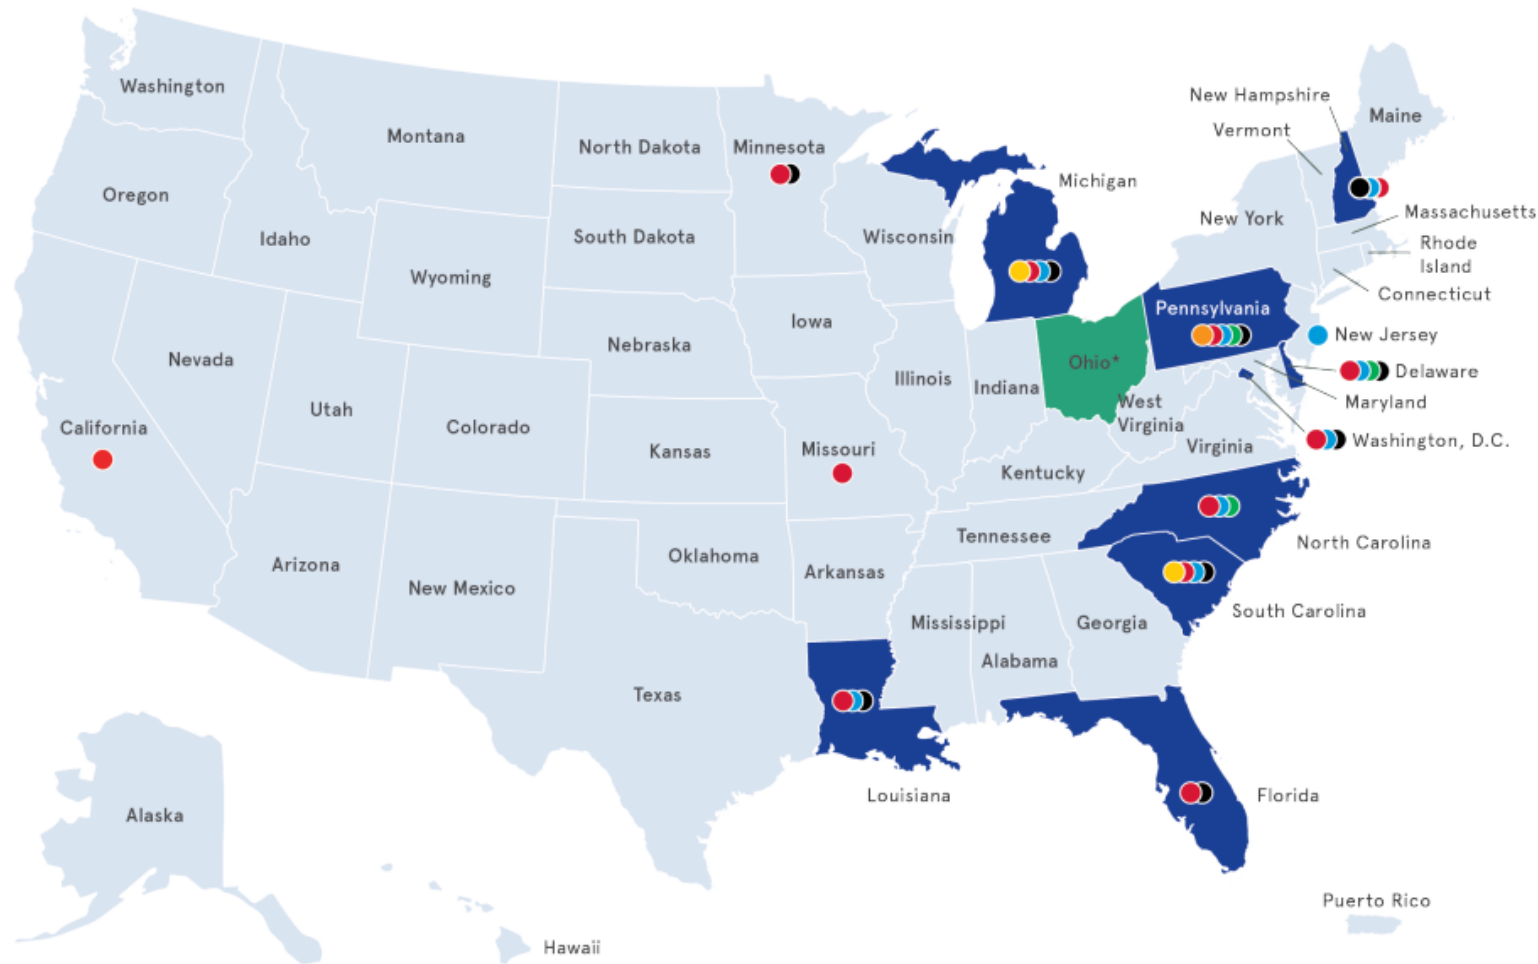 Washington
Montana
North Dakota
Minnesota
New Hampshire
Vermont
Maine
Oregon
Idaho
Wyoming
South Dakota
Wisconsin
Michigan
New York
Massachusetts
Rhode
Island
Connecticut
Nevada
Utah
Colorado
Nebraska
Iowa
Illinois
Indiana
Ohio*
Pennsylvania
New Jersey
Delaware
Maryland
Washington, D.C.
West
Virginia
Virginia
California
Kansas
Missouri
Kentucky
Tennessee
North Carolina
South Carolina
Arizona
New Mexico
Oklahoma
Arkansas
Mississippi
Alabama
Georgia
Texas
Louisiana
Florida
Alaska
Hawaii
Puerto Rico